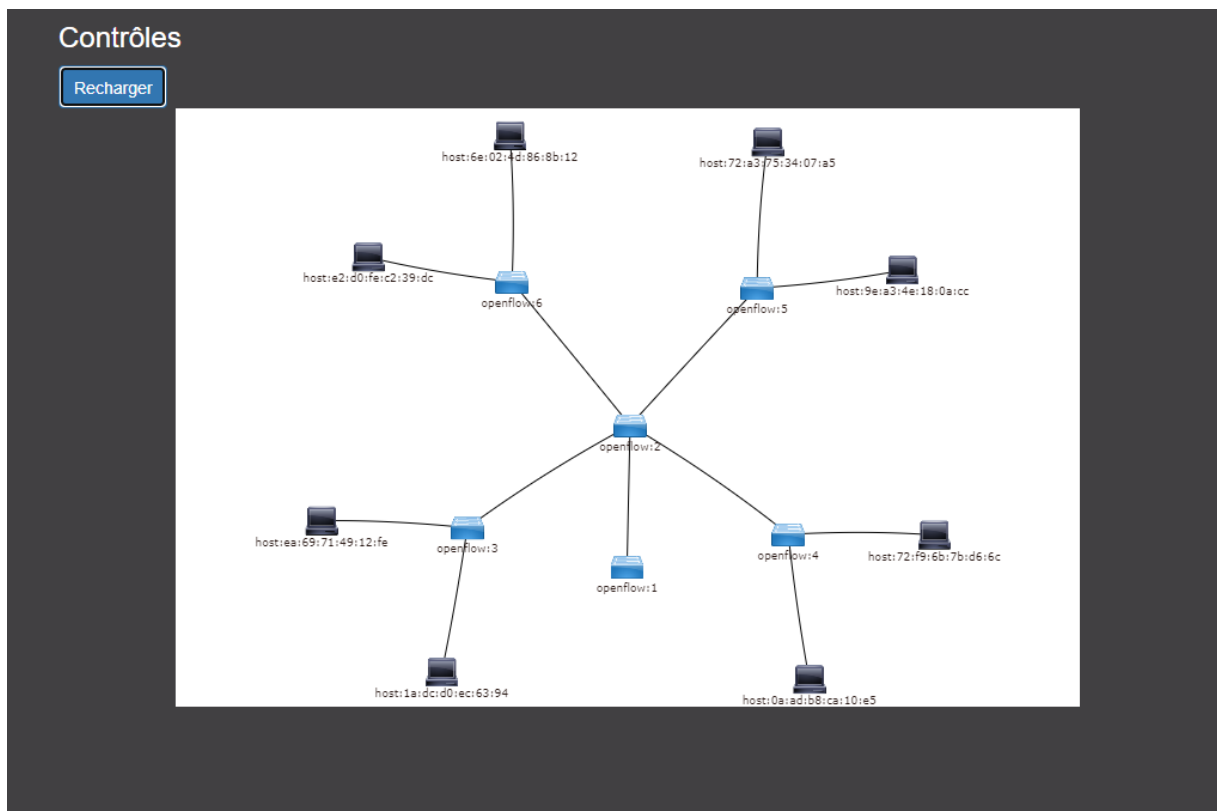 Contrôles
Recharger
host:6e:02:4d:86:8b:12
host:72:a3:75:34:07:a5
host:e2:d0:fe:c2:39:dc
host:9e:a3:4e:18:0a:cc
openflow:6
openflow:5
openflow:2
host:ea:69:71:49:12:fe
openflow:3
openflow:4
host:72:f9:6b:7b:d6:6c
openflow:1
host:1a:dc:d0:ec:63:94
host:0a:ad:b8:ca:10:e5